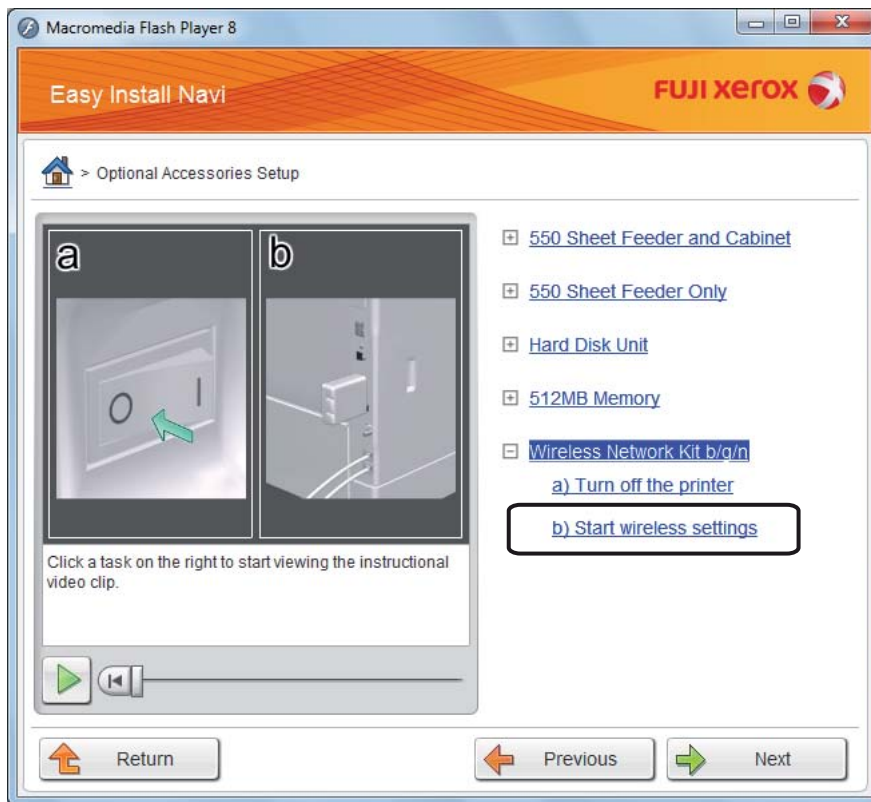 Macromedia Flash Player 8
Easy Install Navi
FUJI xerox
> Optional Accessories Setup
a
b
O
I
Click a task on the right to start viewing the instructional
video clip.
550 Sheet Feeder and Cabinet
550 Sheet Feeder Only
Hard Disk Unit
512MB Memory
Wireless Network Kit b/g/n
a) Turn off the printer
b) Start wireless settings
Return
Previous
Next